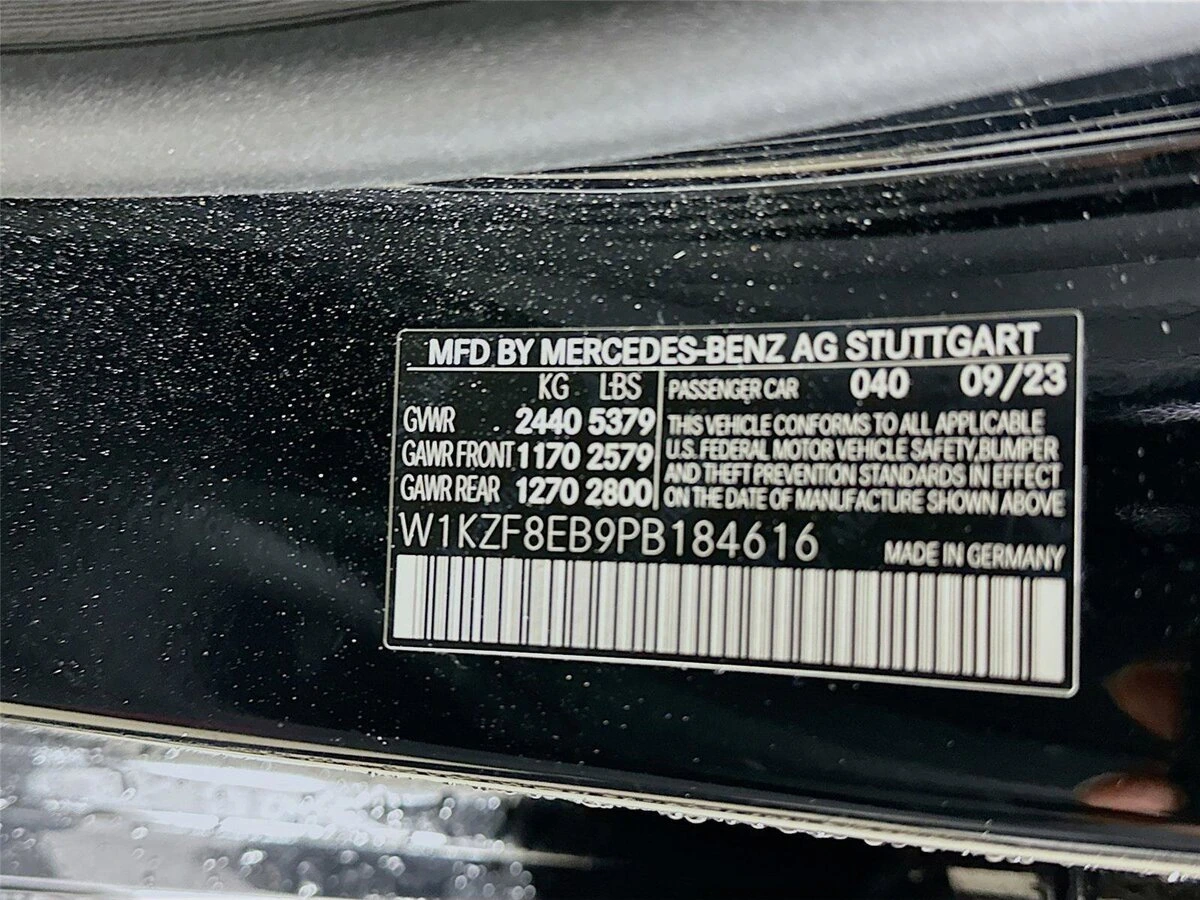 MFD BY MERCEDES-BENZ AG STUTTGART
KG LBS
GVWR 2440 5379
GAWR FRONT 1170 2579
GAWR REAR 1270 2800
PASSENGER CAR 040 09/23
THIS VEHICLE CONFORMS TO ALL APPLICABLE
U.S. FEDERAL MOTOR VEHICLE SAFETY,BUMPER
AND THEFT PREVENTION STANDARDS IN EFFECT
ON THE DATE OF MANUFACTURE SHOWN ABOVE
W1KZF8EB9PB184616
MADE IN GERMANY